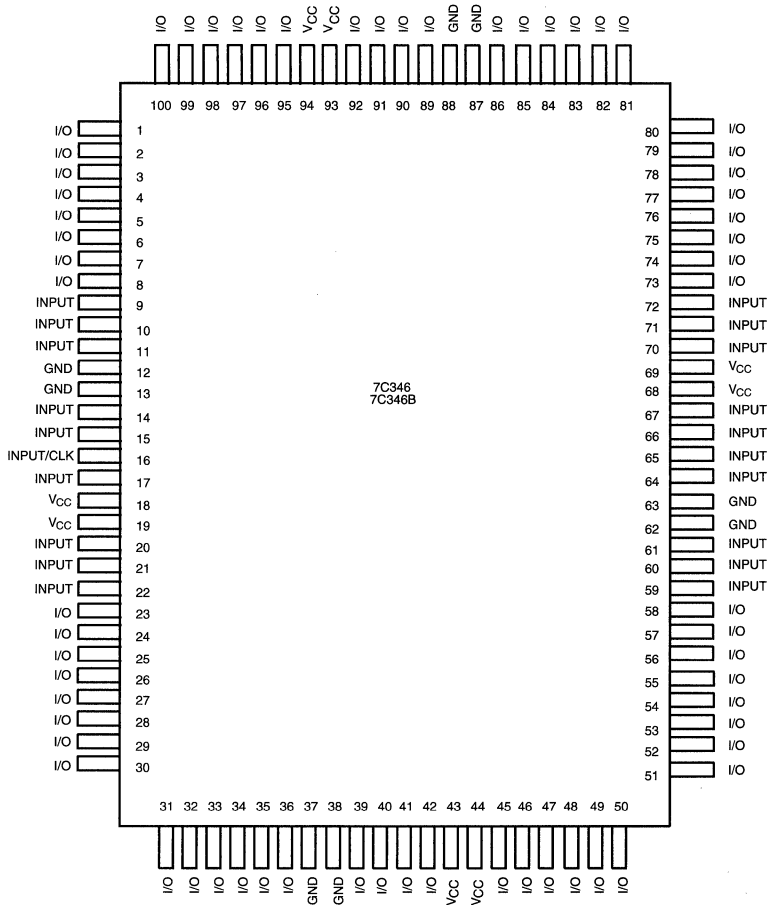 I/O I/O I/O I/O I/O I/O VCC VCC I/O I/O I/O I/O GND GND I/O I/O I/O I/O I/O I/O
100 99 98 97 96 95 94 93 92 91 90 89 88 87 86 85 84 83 82 81
I/O 1 80 I/O
I/O 2 79 I/O
I/O 3 78 I/O
I/O 4 77 I/O
I/O 5 76 I/O
I/O 6 75 I/O
I/O 7 74 I/O
I/O 8 73 I/O
INPUT 9 72 INPUT
INPUT 10 71 INPUT
INPUT 11 70 INPUT
GND 12 69 VCC
GND 13 68 VCC
7C346
7C346B
INPUT 14 67 INPUT
INPUT 15 66 INPUT
INPUT/CLK 16 65 INPUT
INPUT 17 64 INPUT
VCC 18 63 GND
VCC 19 62 GND
INPUT 20 61 INPUT
INPUT 21 60 INPUT
INPUT 22 59 INPUT
I/O 23 58 I/O
I/O 24 57 I/O
I/O 25 56 I/O
I/O 26 55 I/O
I/O 27 54 I/O
I/O 28 53 I/O
I/O 29 52 I/O
I/O 30 51 I/O
31 32 33 34 35 36 37 38 39 40 41 42 43 44 45 46 47 48 49 50
I/O I/O I/O I/O I/O I/O GND GND I/O I/O I/O I/O VCC VCC I/O I/O I/O I/O I/O I/O